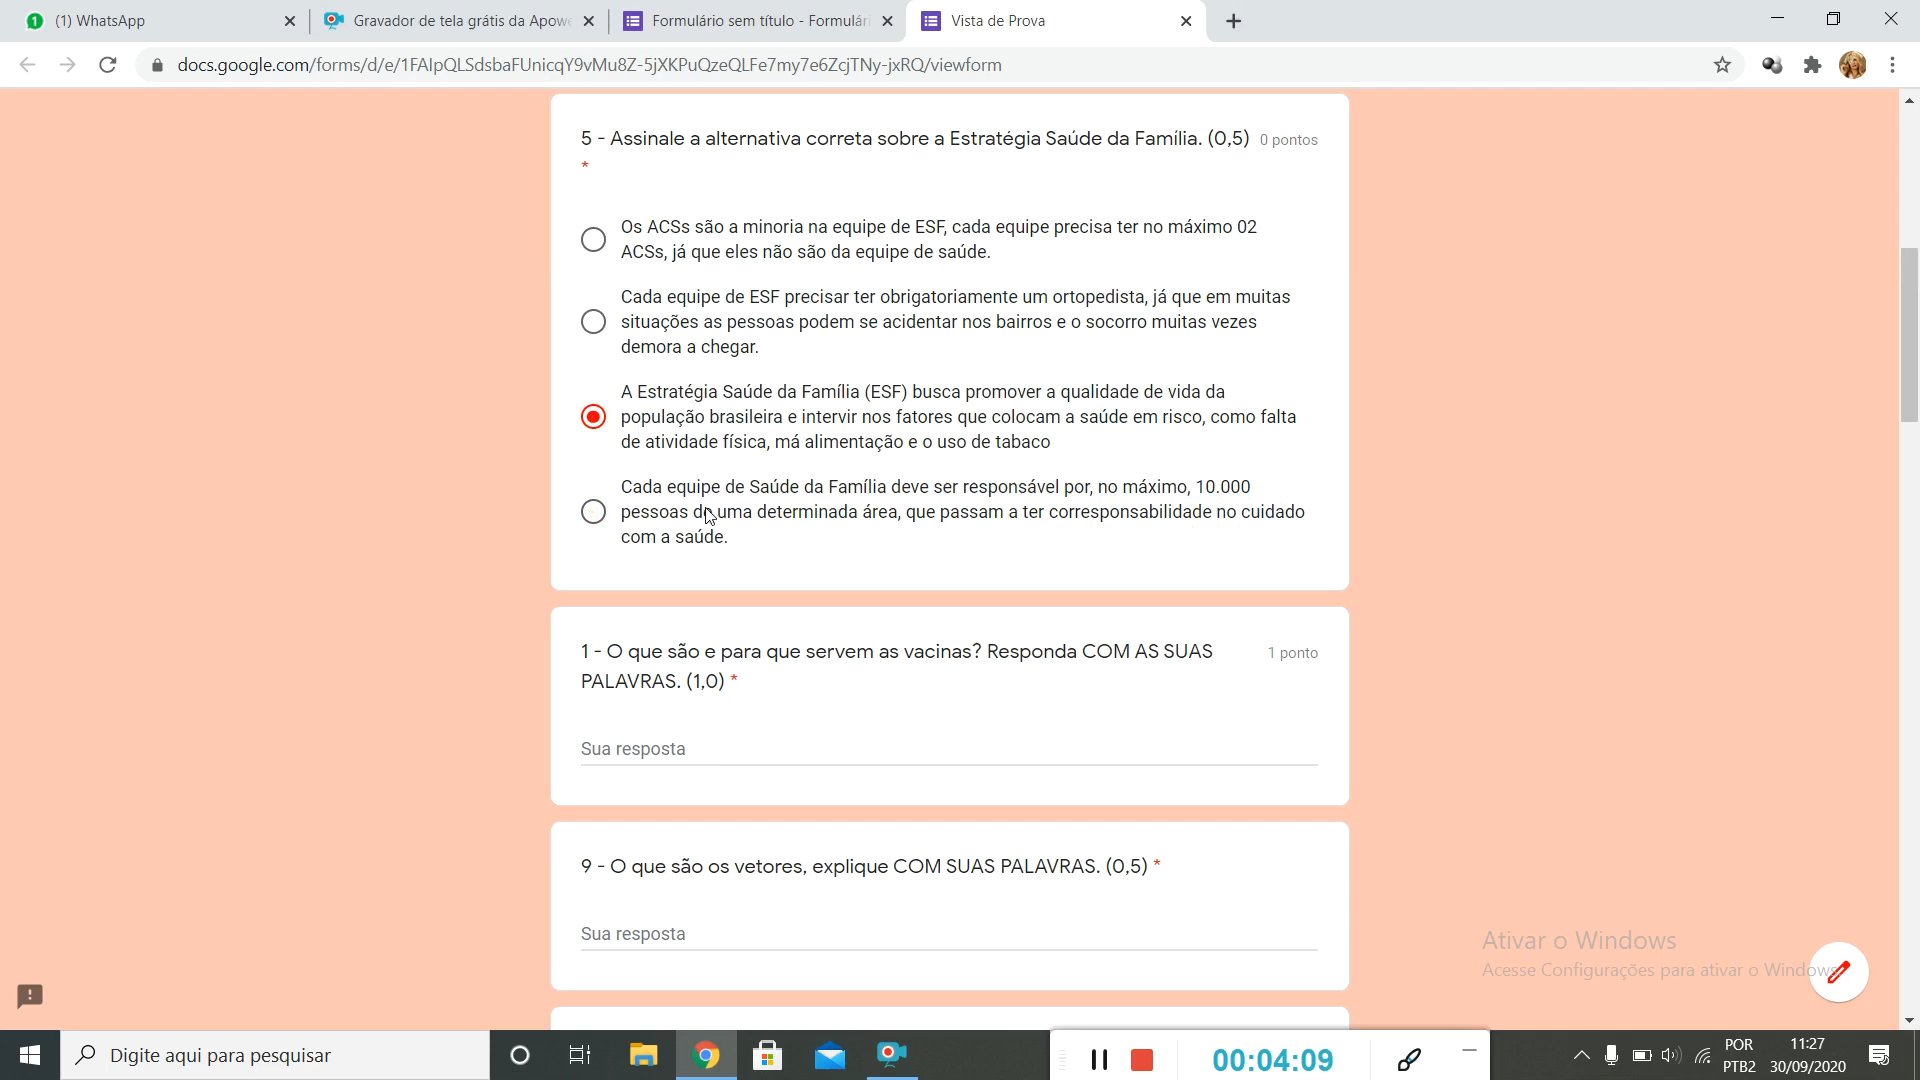 (1) WhatsApp
Gravador de tela grátis da Apowe
Formulário sem título - Formulári
Vista de Prova
docs.google.com/forms/d/e/1FAIpQLSdsbaFUnicqY9vMu8Z-5jXKPuQzeQLFe7my7e6ZcjTNy-jxRQ/viewform
5 - Assinale a alternativa correta sobre a Estratégia Saúde da Família. (0,5) 0 pontos
*
Os ACSs são a minoria na equipe de ESF, cada equipe precisa ter no máximo 02
ACSs, já que eles não são da equipe de saúde.
Cada equipe de ESF precisar ter obrigatoriamente um ortopedista, já que em muitas
situações as pessoas podem se acidentar nos bairros e o socorro muitas vezes
demora a chegar.
A Estratégia Saúde da Família (ESF) busca promover a qualidade de vida da
população brasileira e intervir nos fatores que colocam a saúde em risco, como falta
de atividade física, má alimentação e o uso de tabaco
Cada equipe de Saúde da Família deve ser responsável por, no máximo, 10.000
pessoas de uma determinada área, que passam a ter corresponsabilidade no cuidado
com a saúde.
1 - O que são e para que servem as vacinas? Responda COM AS SUAS 1 ponto
PALAVRAS. (1,0) *
Sua resposta
9 - O que são os vetores, explique COM SUAS PALAVRAS. (0,5) *
Sua resposta
Ativar o Windows
Acesse Configurações para ativar o Windows
Digite aqui para pesquisar
00:04:09
POR
PTB2
11:27
30/09/2020